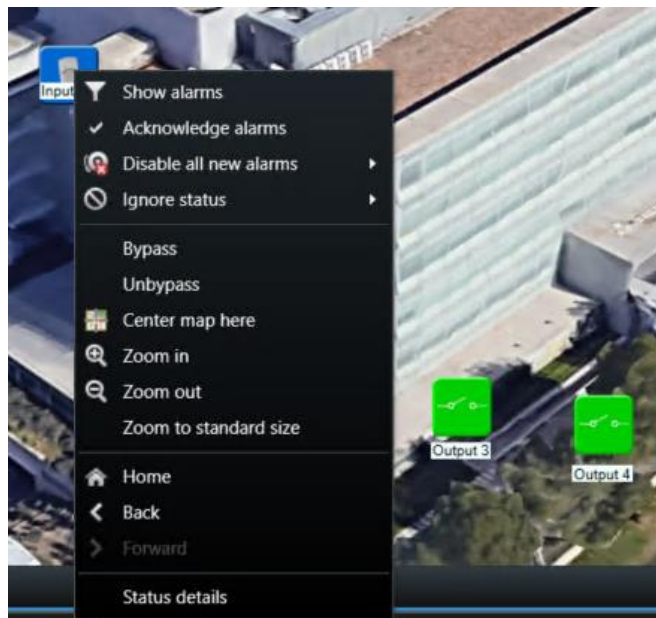 Input
Show alarms
Acknowledge alarms
Disable all new alarms
Ignore status
Bypass
Unbypass
Center map here
Zoom in
Zoom out
Zoom to standard size
Home
Back
Forward
Status details
Output 3
Output 4